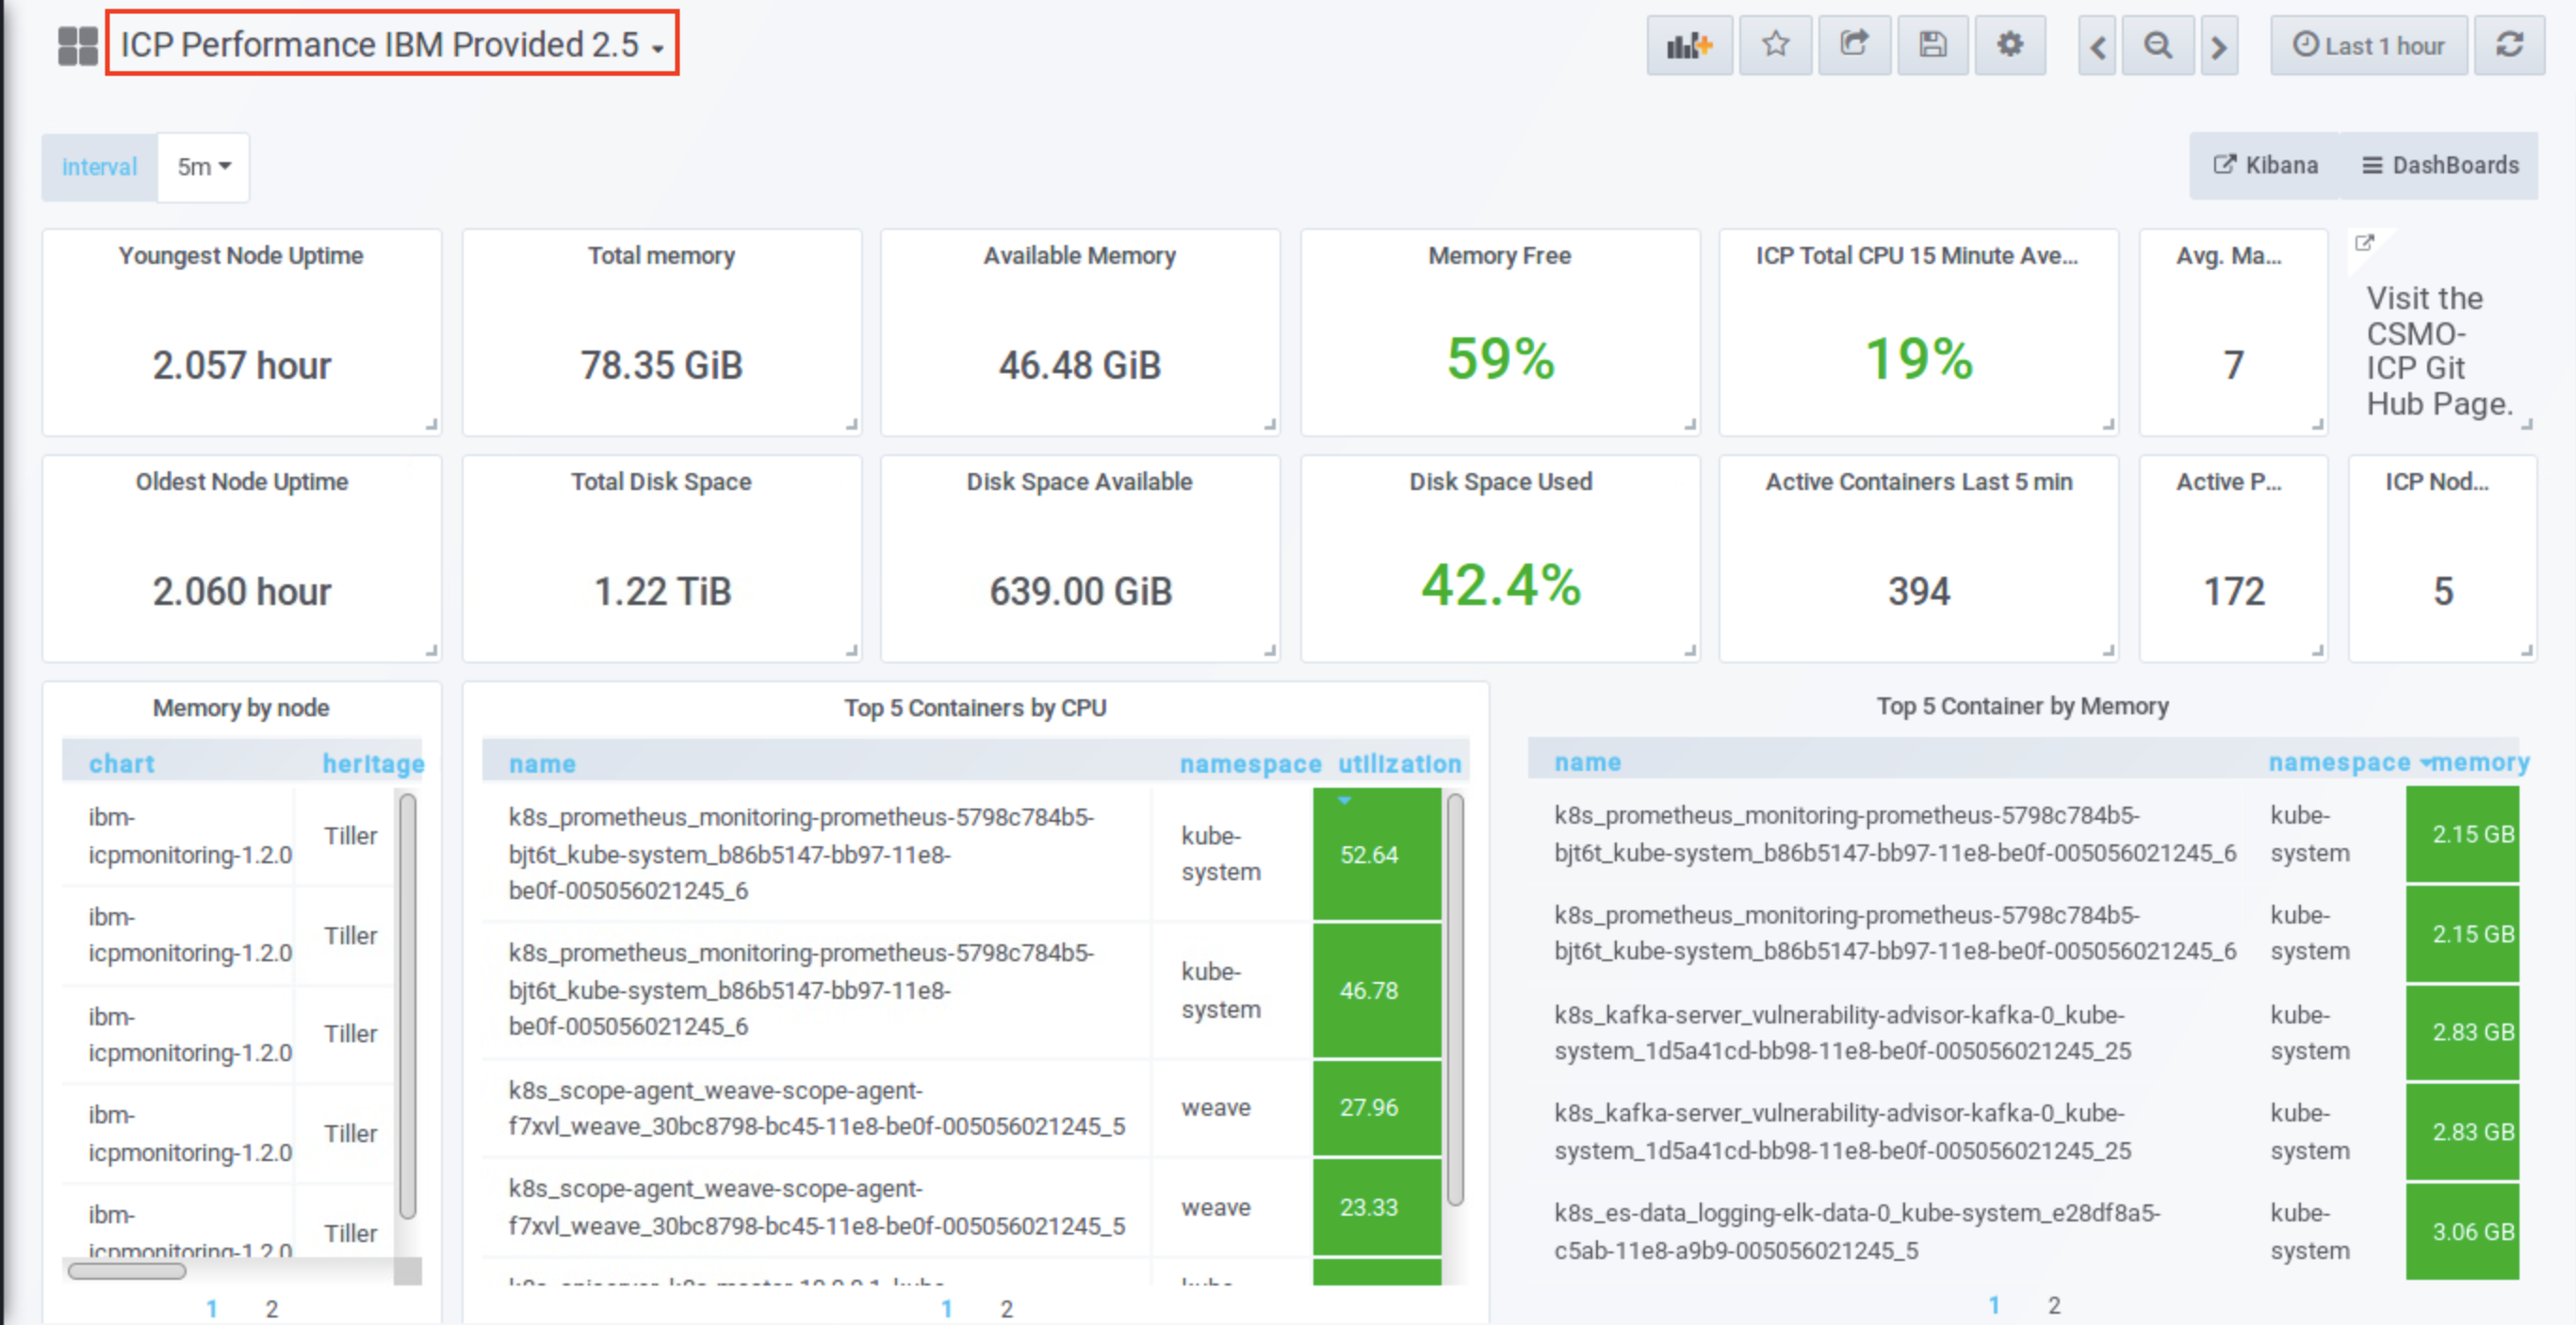 ICP Performance IBM Provided 2.5
Last 1 hour
interval
5m
Kibana
DashBoards
Youngest Node Uptime
2.057 hour
Total memory
78.35 GiB
Available Memory
46.48 GiB
Memory Free
59%
ICP Total CPU 15 Minute Ave...
19%
Avg. Ma...
7
Visit the
CSMO-
ICP Git
Hub Page.
Oldest Node Uptime
2.060 hour
Total Disk Space
1.22 TiB
Disk Space Available
639.00 GiB
Disk Space Used
42.4%
Active Containers Last 5 min
394
Active P...
172
ICP Nod...
5
Memory by node
chart
heritage
ibm-
icpmonitoring-1.2.0
Tiller
ibm-
icpmonitoring-1.2.0
Tiller
ibm-
icpmonitoring-1.2.0
Tiller
ibm-
icpmonitoring-1.2.0
Tiller
ibm-
icpmonitoring-1.2.0
Tiller
1 2
Top 5 Containers by CPU
name
namespace
utilization
k8s_prometheus_monitoring-prometheus-5798c784b5-
bjt6t_kube-system_b86b5147-bb97-11e8-
be0f-005056021245_6
kube-
system
52.64
k8s_prometheus_monitoring-prometheus-5798c784b5-
bjt6t_kube-system_b86b5147-bb97-11e8-
be0f-005056021245_6
kube-
system
46.78
k8s_scope-agent_weave-scope-agent-
f7xvl_weave_30bc8798-bc45-11e8-be0f-005056021245_5
weave
27.96
k8s_scope-agent_weave-scope-agent-
f7xvl_weave_30bc8798-bc45-11e8-be0f-005056021245_5
weave
23.33
1 2
Top 5 Container by Memory
name
namespace
memory
k8s_prometheus_monitoring-prometheus-5798c784b5-
bjt6t_kube-system_b86b5147-bb97-11e8-be0f-005056021245_6
kube-
system
2.15 GB
k8s_prometheus_monitoring-prometheus-5798c784b5-
bjt6t_kube-system_b86b5147-bb97-11e8-be0f-005056021245_6
kube-
system
2.15 GB
k8s_kafka-server_vulnerability-advisor-kafka-0_kube-
system_1d5a41cd-bb98-11e8-be0f-005056021245_25
kube-
system
2.83 GB
k8s_kafka-server_vulnerability-advisor-kafka-0_kube-
system_1d5a41cd-bb98-11e8-be0f-005056021245_25
kube-
system
2.83 GB
k8s_es-data_logging-elk-data-0_kube-system_e28df8a5-
c5ab-11e8-a9b9-005056021245_5
kube-
system
3.06 GB
1 2